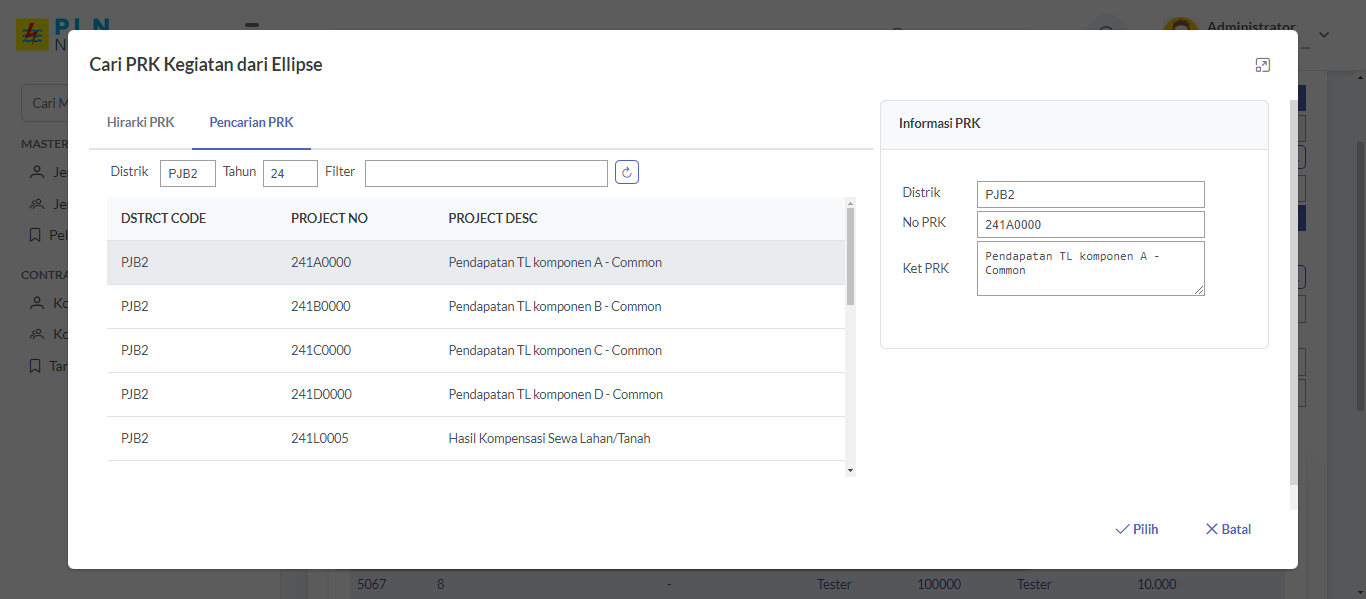 PLN
Administrator
...
Cari PRK Kegiatan dari Ellipse
Hirarki PRK Pencarian PRK
Distrik PJB2 Tahun 24 Filter
DSTRCT CODE PROJECT NO PROJECT DESC
PJB2 241A0000 Pendapatan TL komponen A - Common
PJB2 241B0000 Pendapatan TL komponen B - Common
PJB2 241C0000 Pendapatan TL komponen C - Common
PJB2 241D0000 Pendapatan TL komponen D - Common
PJB2 241L0005 Hasil Kompensasi Sewa Lahan/Tanah
Informasi PRK
Distrik PJB2
No PRK 241A0000
Ket PRK Pendapatan TL komponen A -
Common
Pilih Batal
Cari M
MASTER
Je
Je
Pel
CONTRA
Ko
Ko
Tan
5067 8 - Tester 100000 Tester 10.000